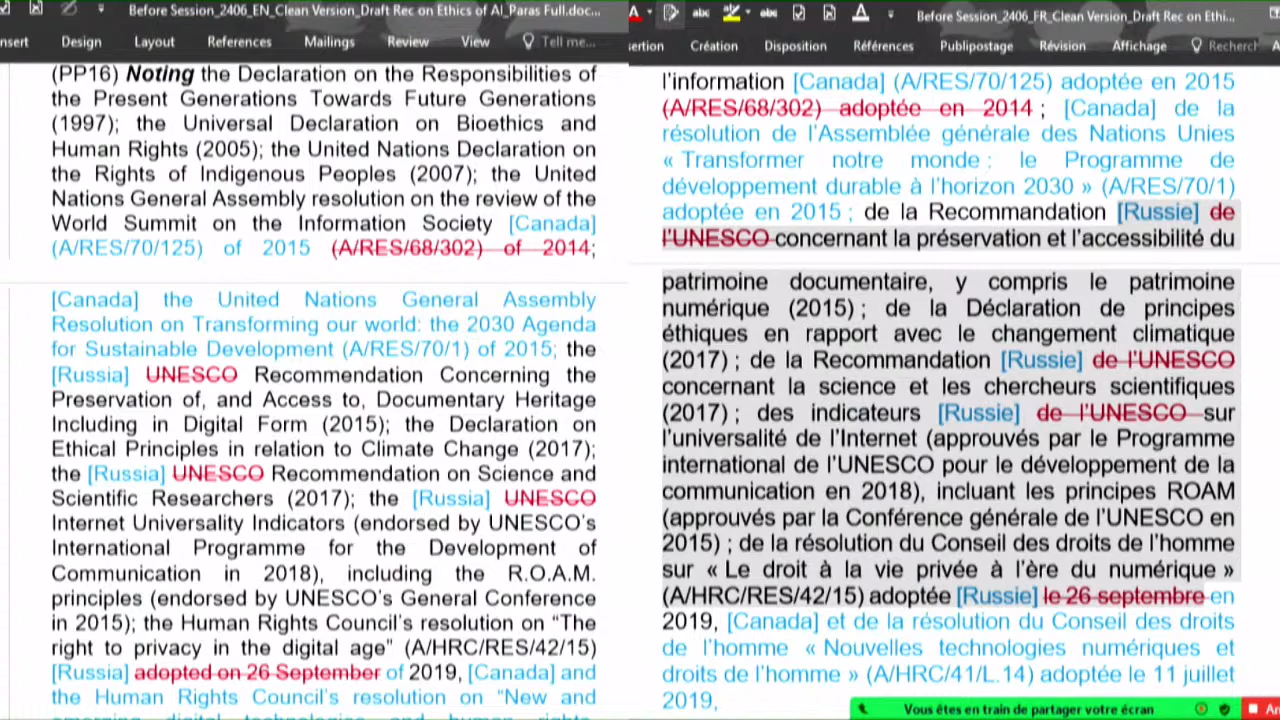 Before Session_2406_EN_Clean Version_Draft Rec on Ethics of AI_Paras Full.doc...
nsert Design Layout References Mailings Review View Tell me...
(PP16) Noting the Declaration on the Responsibilities of
the Present Generations Towards Future Generations
(1997); the Universal Declaration on Bioethics and
Human Rights (2005); the United Nations Declaration on
the Rights of Indigenous Peoples (2007); the United
Nations General Assembly resolution on the review of the
World Summit on the Information Society [Canada]
(A/RES/70/125) of 2015 (A/RES/68/302) of 2014;
[Canada] the United Nations General Assembly
Resolution on Transforming our world: the 2030 Agenda
for Sustainable Development (A/RES/70/1) of 2015; the
[Russia] UNESCO Recommendation Concerning the
Preservation of, and Access to, Documentary Heritage
Including in Digital Form (2015); the Declaration on
Ethical Principles in relation to Climate Change (2017);
the [Russia] UNESCO Recommendation on Science and
Scientific Researchers (2017); the [Russia] UNESCO
Internet Universality Indicators (endorsed by UNESCO's
International Programme for the Development of
Communication in 2018), including the R.O.A.M.
principles (endorsed by UNESCO's General Conference
in 2015); the Human Rights Council's resolution on "The
right to privacy in the digital age" (A/HRC/RES/42/15)
[Russia] adopted on 26 September of 2019, [Canada] and
the Human Rights Council's resolution on "New and
emerging digital technologies and human rights
Before Session_2406_FR_Clean Version_Draft Rec on Ethi...
sertion Création Disposition Références Publipostage Révision Affichage Recherch
l'information [Canada] (A/RES/70/125) adoptée en 2015
(A/RES/68/302) adoptée en 2014 ; [Canada] de la
résolution de l'Assemblée générale des Nations Unies
« Transformer notre monde : le Programme de
développement durable à l'horizon 2030 » (A/RES/70/1)
adoptée en 2015 ; de la Recommandation [Russie] de
l'UNESCO concernant la préservation et l'accessibilité du
patrimoine documentaire, y compris le patrimoine
numérique (2015) ; de la Déclaration de principes
éthiques en rapport avec le changement climatique
(2017) ; de la Recommandation [Russie] de l'UNESCO
concernant la science et les chercheurs scientifiques
(2017) ; des indicateurs [Russie] de l'UNESCO sur
l'universalité de l'Internet (approuvés par le Programme
international de l'UNESCO pour le développement de la
communication en 2018), incluant les principes ROAM
(approuvés par la Conférence générale de l'UNESCO en
2015) ; de la résolution du Conseil des droits de l'homme
sur « Le droit à la vie privée à l'ère du numérique »
(A/HRC/RES/42/15) adoptée [Russie] le 26 septembre en
2019, [Canada] et de la résolution du Conseil des droits
de l'homme « Nouvelles technologies numériques et
droits de l'homme » (A/HRC/41/L.14) adoptée le 11 juillet
2019,
Vous êtes en train de partager votre écran